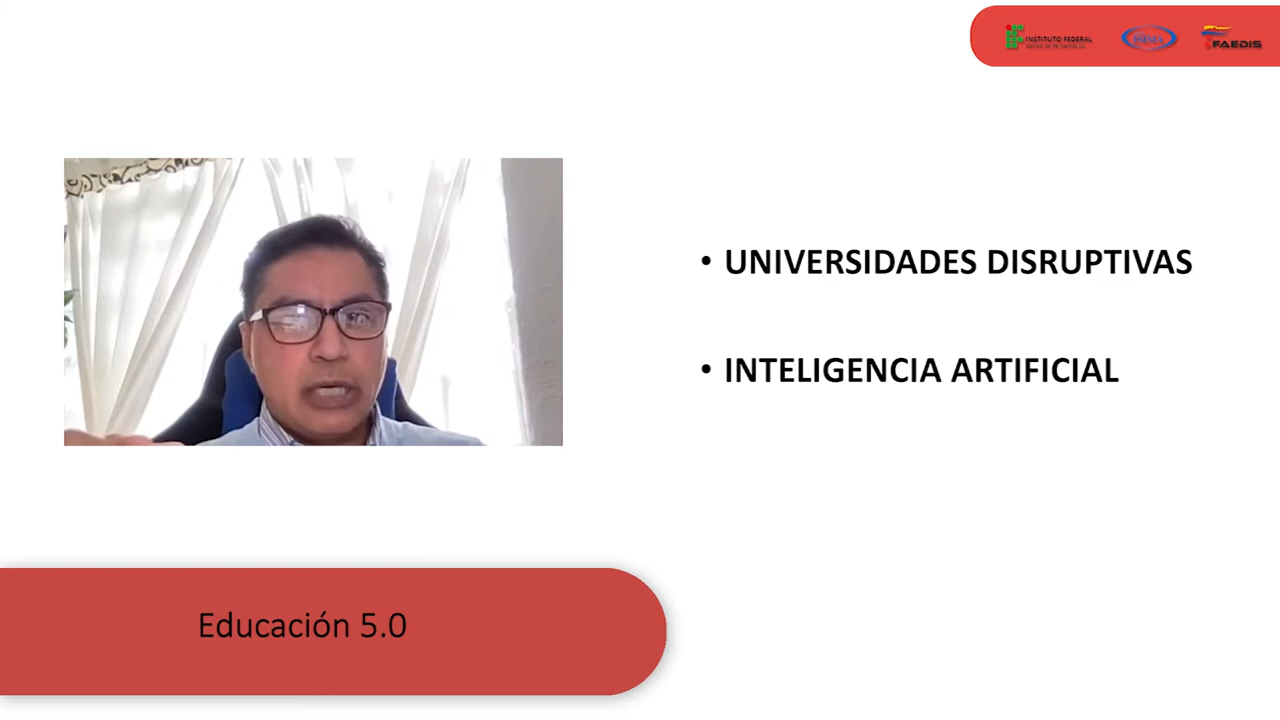 INSTITUTO FEDERAL
FAEDIS
• UNIVERSIDADES DISRUPTIVAS
• INTELIGENCIA ARTIFICIAL
Educación 5.0